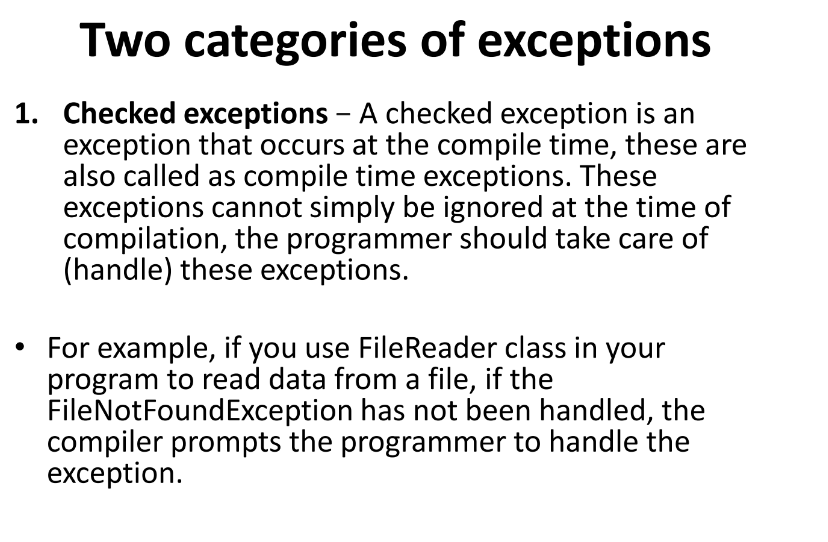 Two categories of exceptions
1. Checked exceptions − A checked exception is an
exception that occurs at the compile time, these are
also called as compile time exceptions. These
exceptions cannot simply be ignored at the time of
compilation, the programmer should take care of
(handle) these exceptions.
• For example, if you use FileReader class in your
program to read data from a file, if the
FileNotFoundException has not been handled, the
compiler prompts the programmer to handle the
exception.